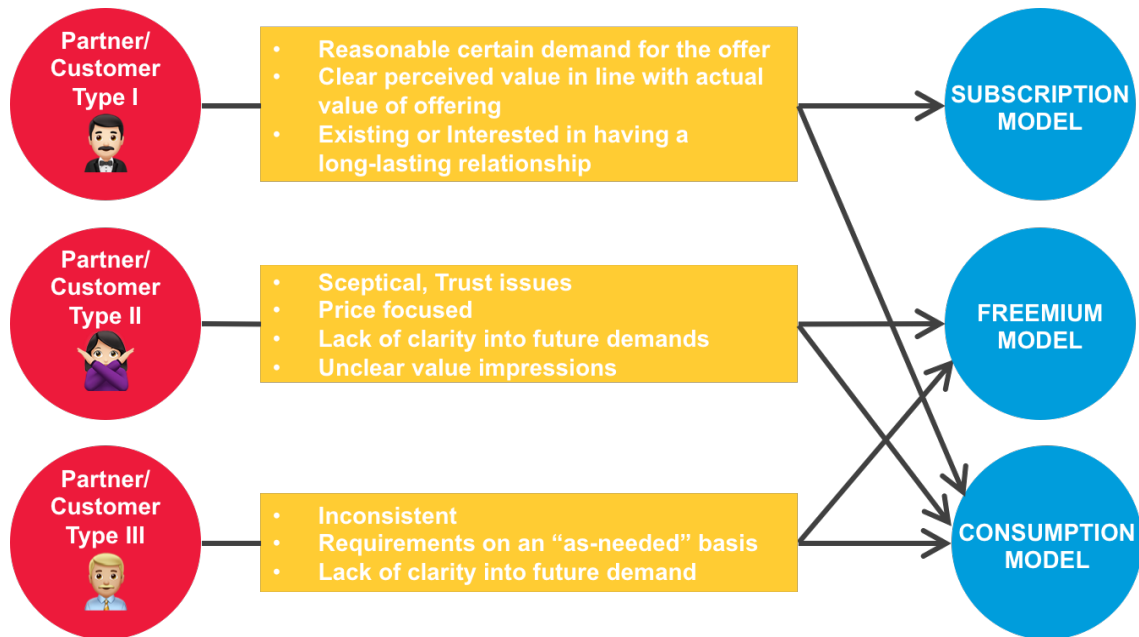 Partner/
Customer
Type I
• Reasonable certain demand for the offer
• Clear perceived value in line with actual
value of offering
• Existing or Interested in having a
long-lasting relationship
SUBSCRIPTION
MODEL
Partner/
Customer
Type II
• Sceptical, Trust issues
• Price focused
• Lack of clarity into future demands
• Unclear value impressions
FREEMIUM
MODEL
Partner/
Customer
Type III
• Inconsistent
• Requirements on an “as-needed” basis
• Lack of clarity into future demand
CONSUMPTION
MODEL